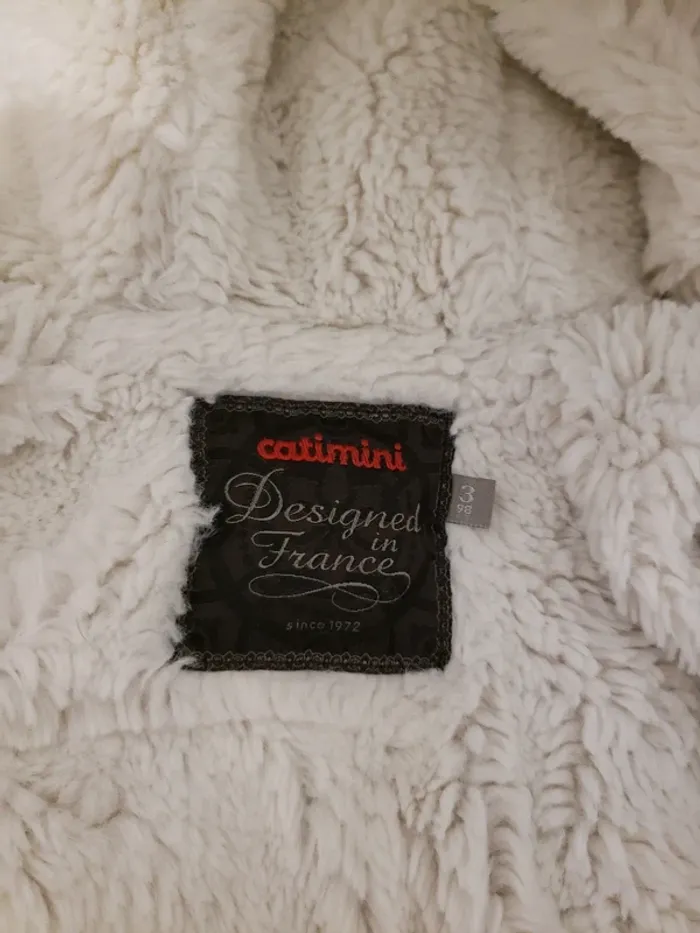 catimini
Designed
in
France
since 1972
3
98